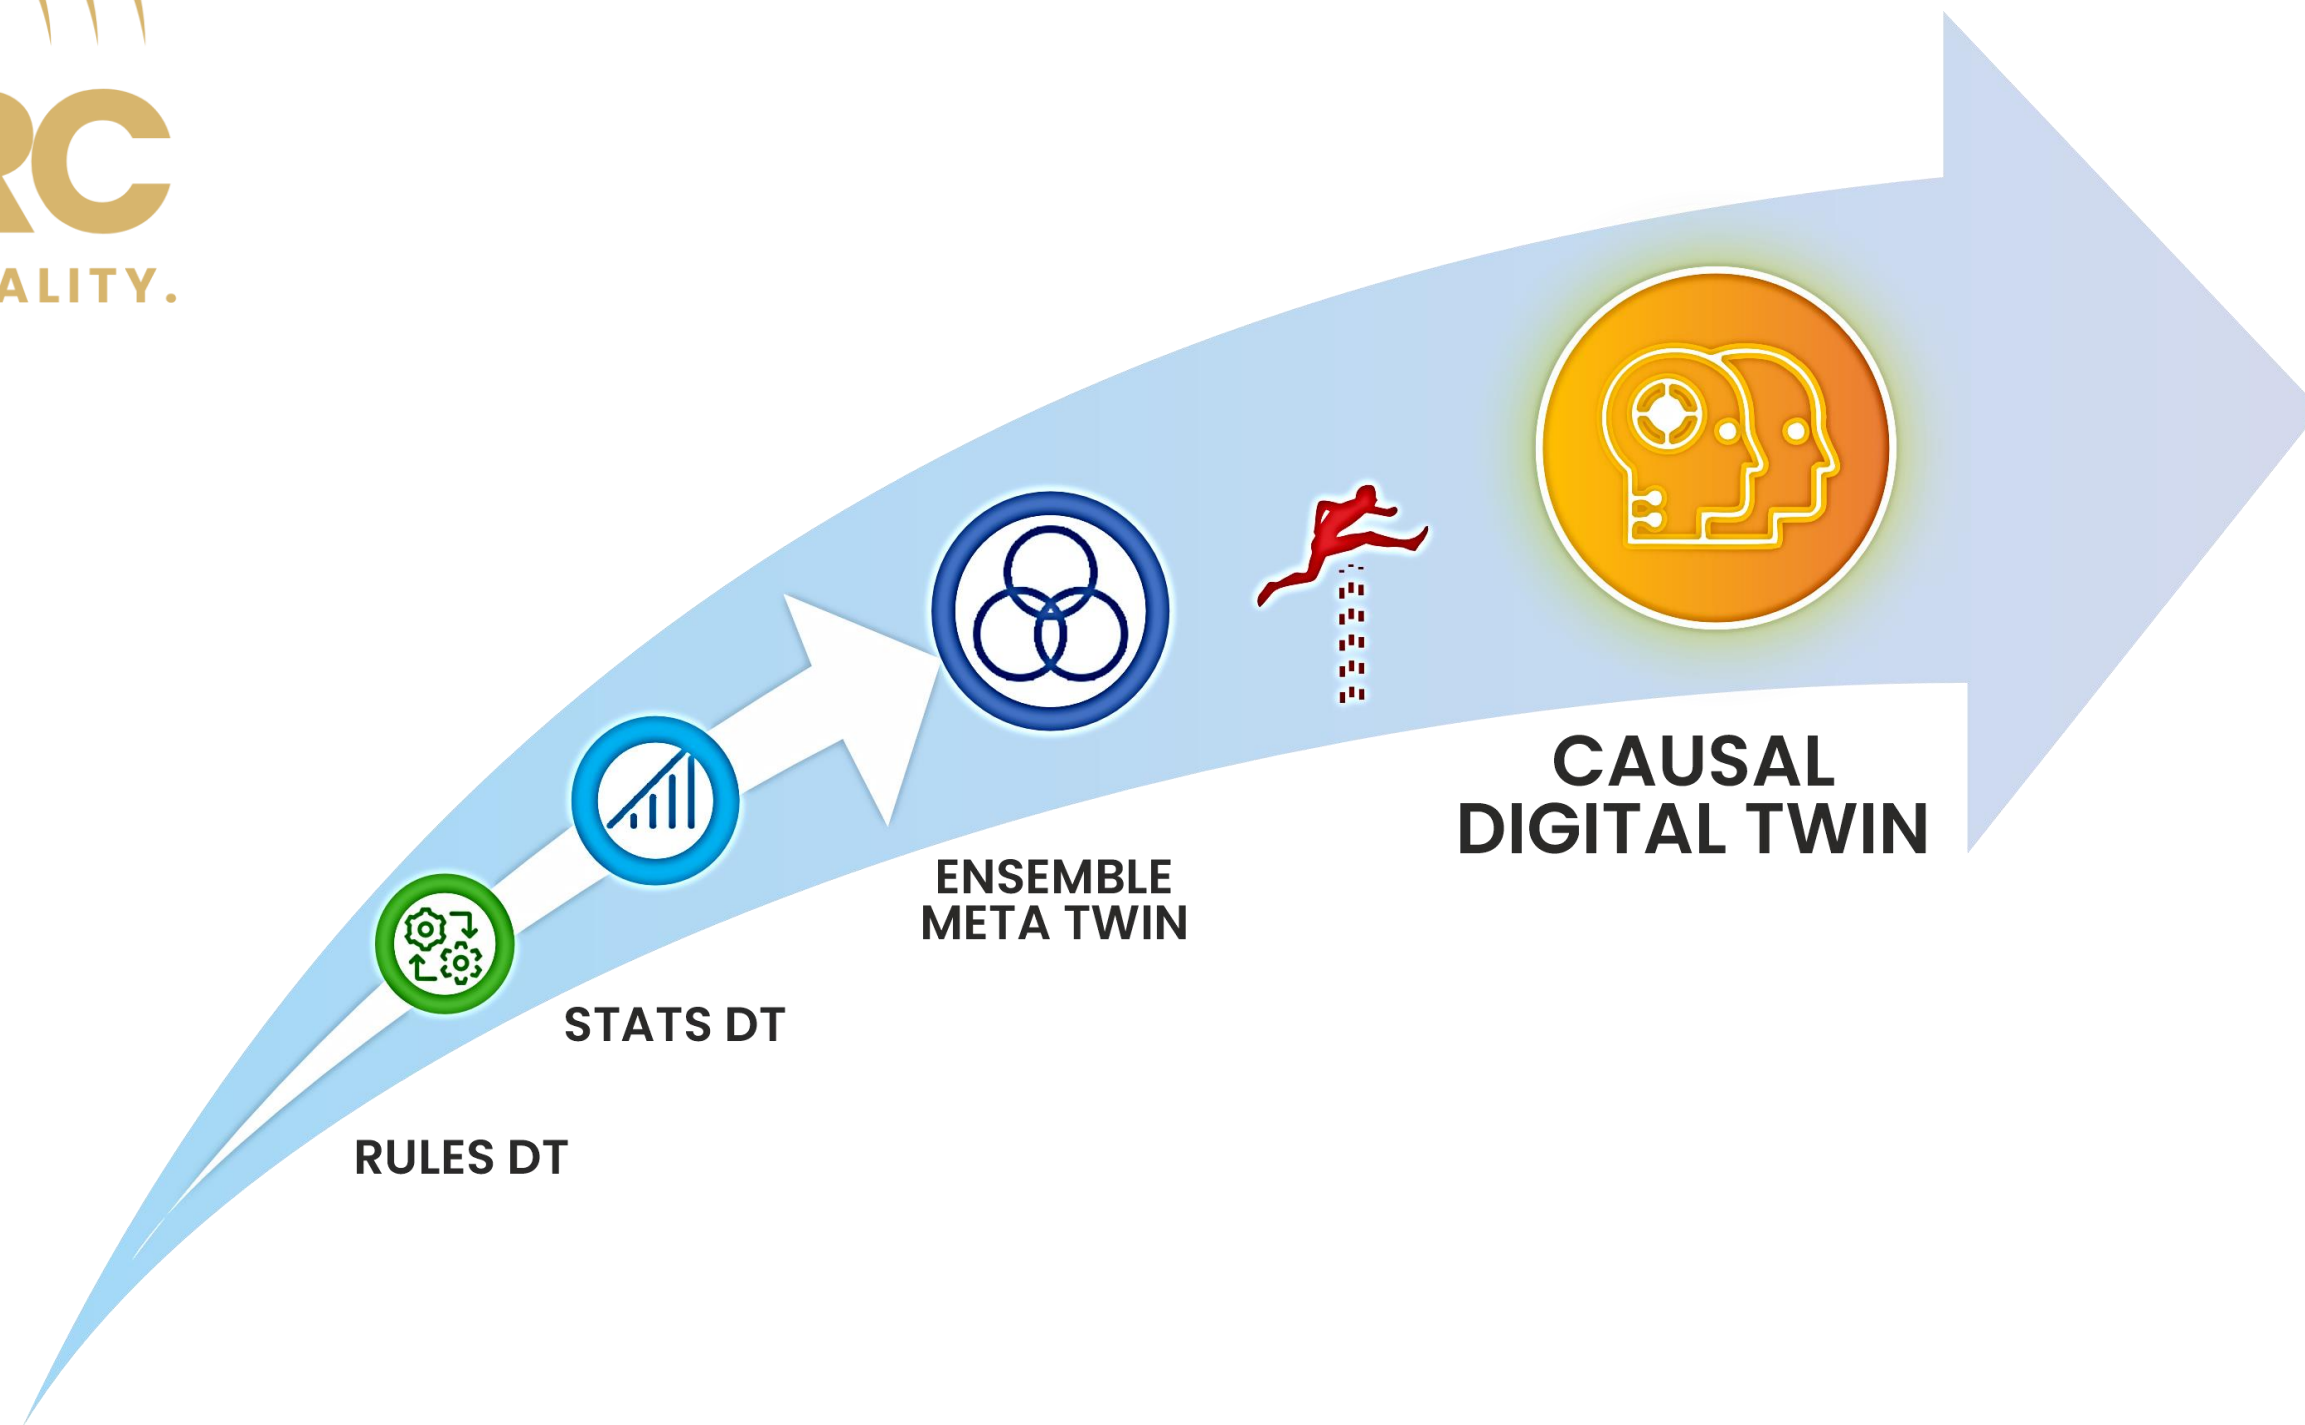 RC
ALITY.
CAUSAL
DIGITAL TWIN
ENSEMBLE
META TWIN
STATS DT
RULES DT